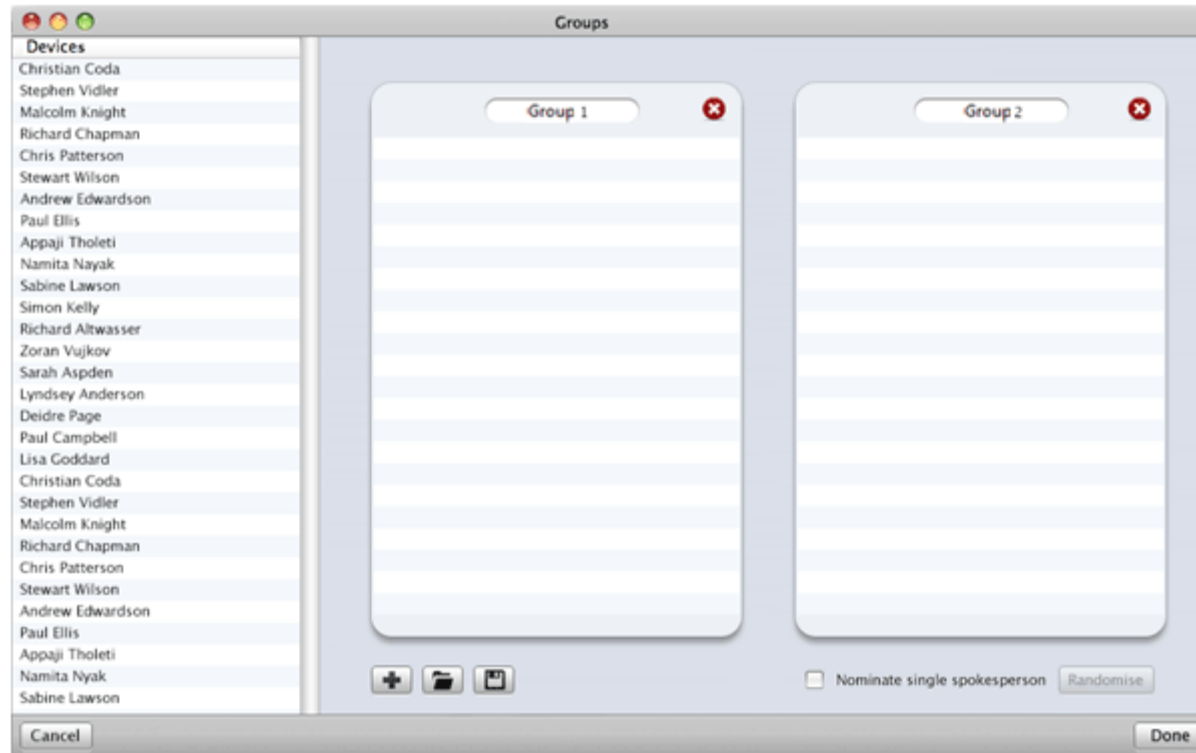 Groups
Devices
Christian Coda
Stephen Vidler
Malcolm Knight
Richard Chapman
Chris Patterson
Stewart Wilson
Andrew Edwardson
Paul Ellis
Appaji Tholeti
Namita Nayak
Sabine Lawson
Simon Kelly
Richard Altwasser
Zoran Vujkov
Sarah Aspden
Lyndsey Anderson
Deidre Page
Paul Campbell
Lisa Goddard
Christian Coda
Stephen Vidler
Malcolm Knight
Richard Chapman
Chris Patterson
Stewart Wilson
Andrew Edwardson
Paul Ellis
Appaji Tholeti
Namita Nyak
Sabine Lawson
Group 1
Group 2
Nominate single spokesperson
Randomise
Cancel
Done